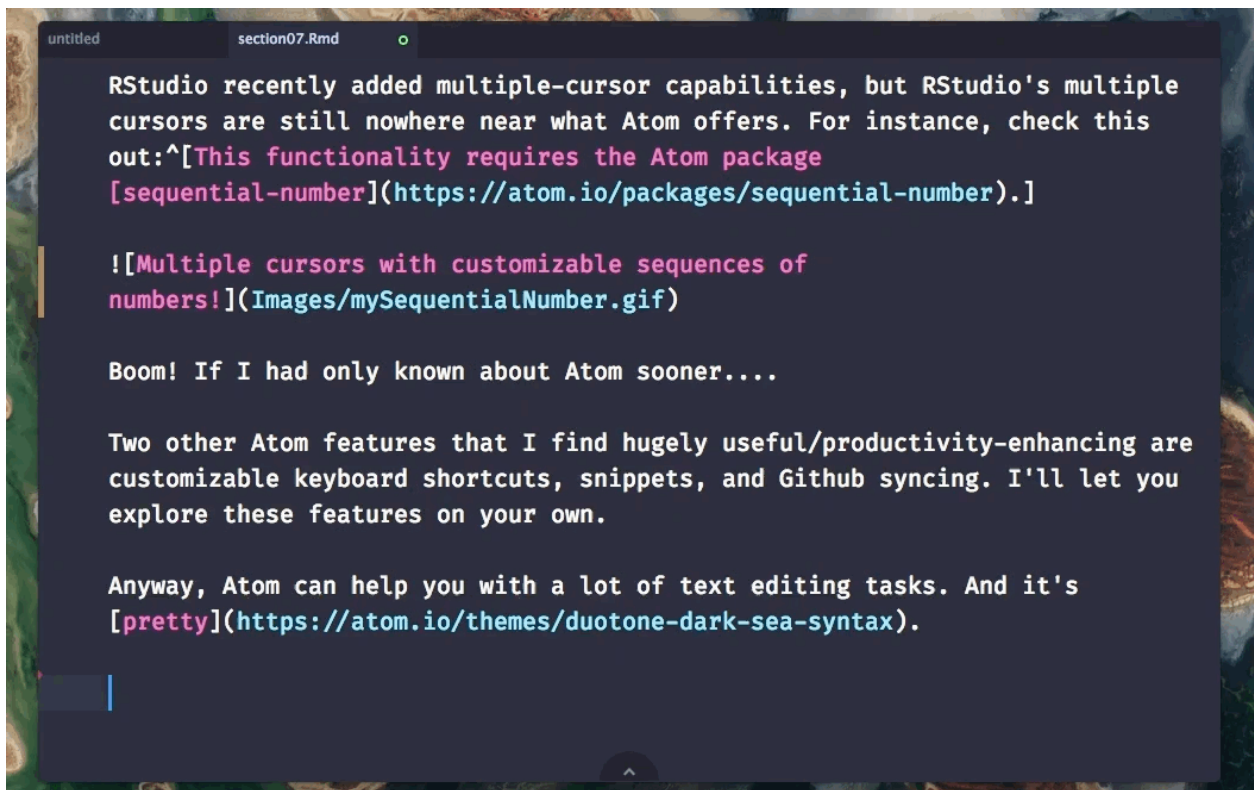 untitled
section07.Rmd
RStudio recently added multiple-cursor capabilities, but RStudio's multiple
cursors are still nowhere near what Atom offers. For instance, check this
out:^[This functionality requires the Atom package
[sequential-number](https://atom.io/packages/sequential-number).]
![Multiple cursors with customizable sequences of
numbers!](Images/mySequentialNumber.gif)
Boom! If I had only known about Atom sooner....
Two other Atom features that I find hugely useful/productivity-enhancing are
customizable keyboard shortcuts, snippets, and Github syncing. I'll let you
explore these features on your own.
Anyway, Atom can help you with a lot of text editing tasks. And it's
[pretty](https://atom.io/themes/duotone-dark-sea-syntax).